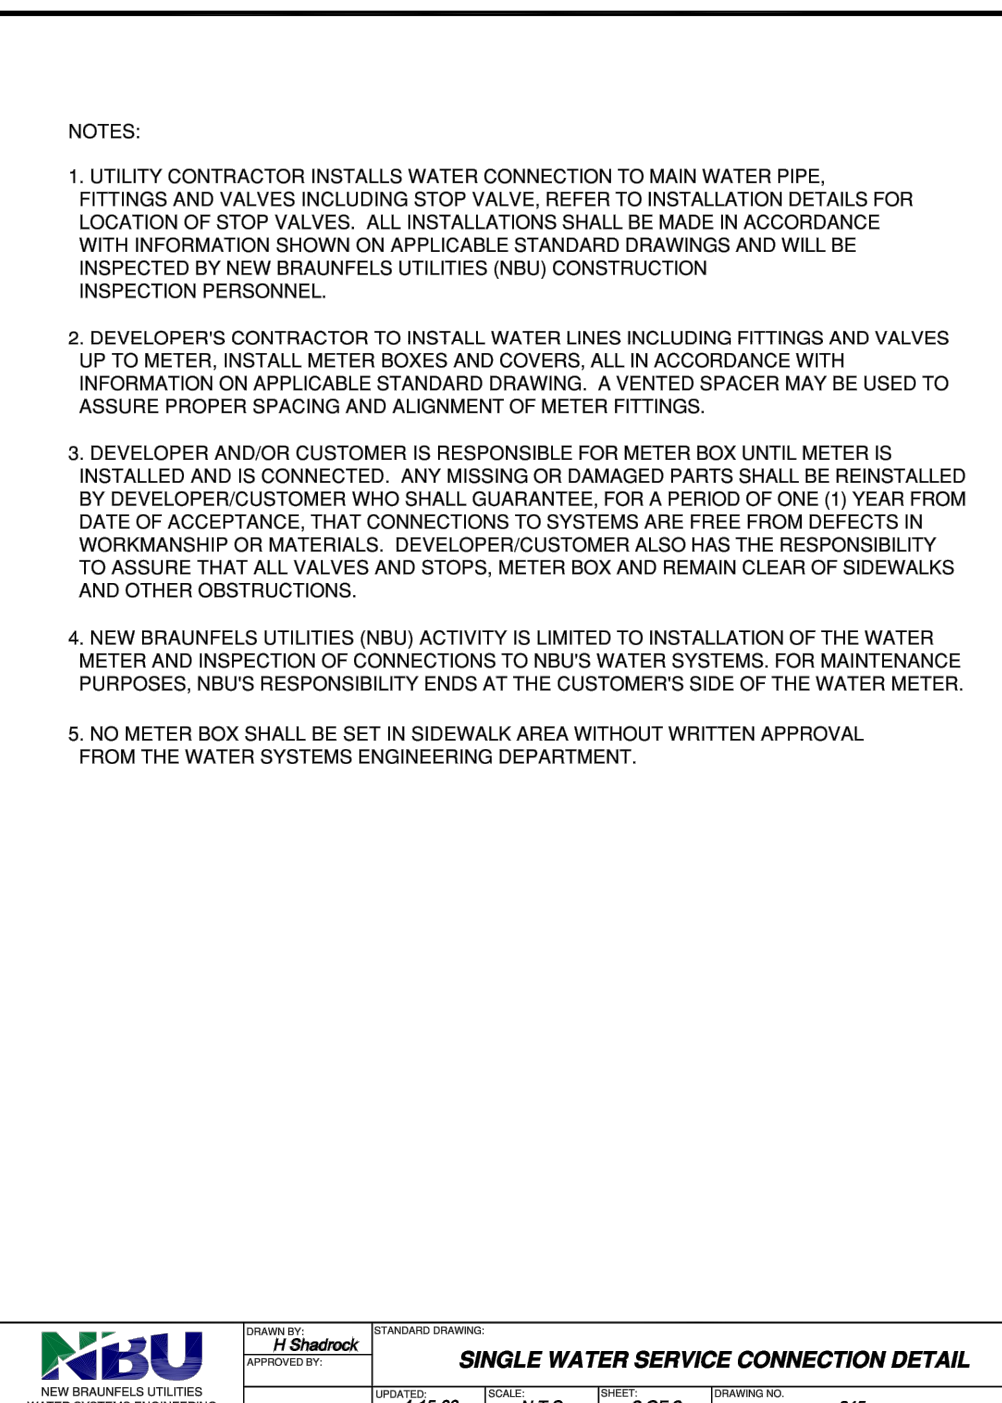 NOTES:
1. UTILITY CONTRACTOR INSTALLS WATER CONNECTION TO MAIN WATER PIPE,
FITTINGS AND VALVES INCLUDING STOP VALVE, REFER TO INSTALLATION DETAILS FOR
LOCATION OF STOP VALVES. ALL INSTALLATIONS SHALL BE MADE IN ACCORDANCE
WITH INFORMATION SHOWN ON APPLICABLE STANDARD DRAWINGS AND WILL BE
INSPECTED BY NEW BRAUNFELS UTILITIES (NBU) CONSTRUCTION
INSPECTION PERSONNEL.
2. DEVELOPER'S CONTRACTOR TO INSTALL WATER LINES INCLUDING FITTINGS AND VALVES
UP TO METER, INSTALL METER BOXES AND COVERS, ALL IN ACCORDANCE WITH
INFORMATION ON APPLICABLE STANDARD DRAWING. A VENTED SPACER MAY BE USED TO
ASSURE PROPER SPACING AND ALIGNMENT OF METER FITTINGS.
3. DEVELOPER AND/OR CUSTOMER IS RESPONSIBLE FOR METER BOX UNTIL METER IS
INSTALLED AND IS CONNECTED. ANY MISSING OR DAMAGED PARTS SHALL BE REINSTALLED
BY DEVELOPER/CUSTOMER WHO SHALL GUARANTEE, FOR A PERIOD OF ONE (1) YEAR FROM
DATE OF ACCEPTANCE, THAT CONNECTIONS TO SYSTEMS ARE FREE FROM DEFECTS IN
WORKMANSHIP OR MATERIALS. DEVELOPER/CUSTOMER ALSO HAS THE RESPONSIBILITY
TO ASSURE THAT ALL VALVES AND STOPS, METER BOX AND REMAIN CLEAR OF SIDEWALKS
AND OTHER OBSTRUCTIONS.
4. NEW BRAUNFELS UTILITIES (NBU) ACTIVITY IS LIMITED TO INSTALLATION OF THE WATER
METER AND INSPECTION OF CONNECTIONS TO NBU'S WATER SYSTEMS. FOR MAINTENANCE
PURPOSES, NBU'S RESPONSIBILITY ENDS AT THE CUSTOMER'S SIDE OF THE WATER METER.
5. NO METER BOX SHALL BE SET IN SIDEWALK AREA WITHOUT WRITTEN APPROVAL
FROM THE WATER SYSTEMS ENGINEERING DEPARTMENT.
NBU
NEW BRAUNFELS UTILITIES
WATER SYSTEMS ENGINEERING
DRAWN BY:
H Shadrock
APPROVED BY:
STANDARD DRAWING:
SINGLE WATER SERVICE CONNECTION DETAIL
UPDATED:
SCALE:
SHEET:
DRAWING NO.